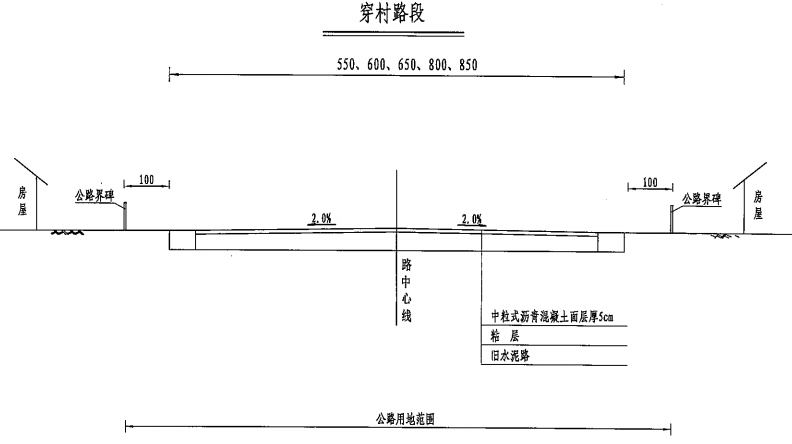 穿村路段
550、600、650、800、850
100
100
房屋
公路界碑
公路界碑
房屋
2.0%
2.0%
路中心线
中粒式沥青混凝土面层厚5cm
粘 层
旧水泥路
公路用地范围